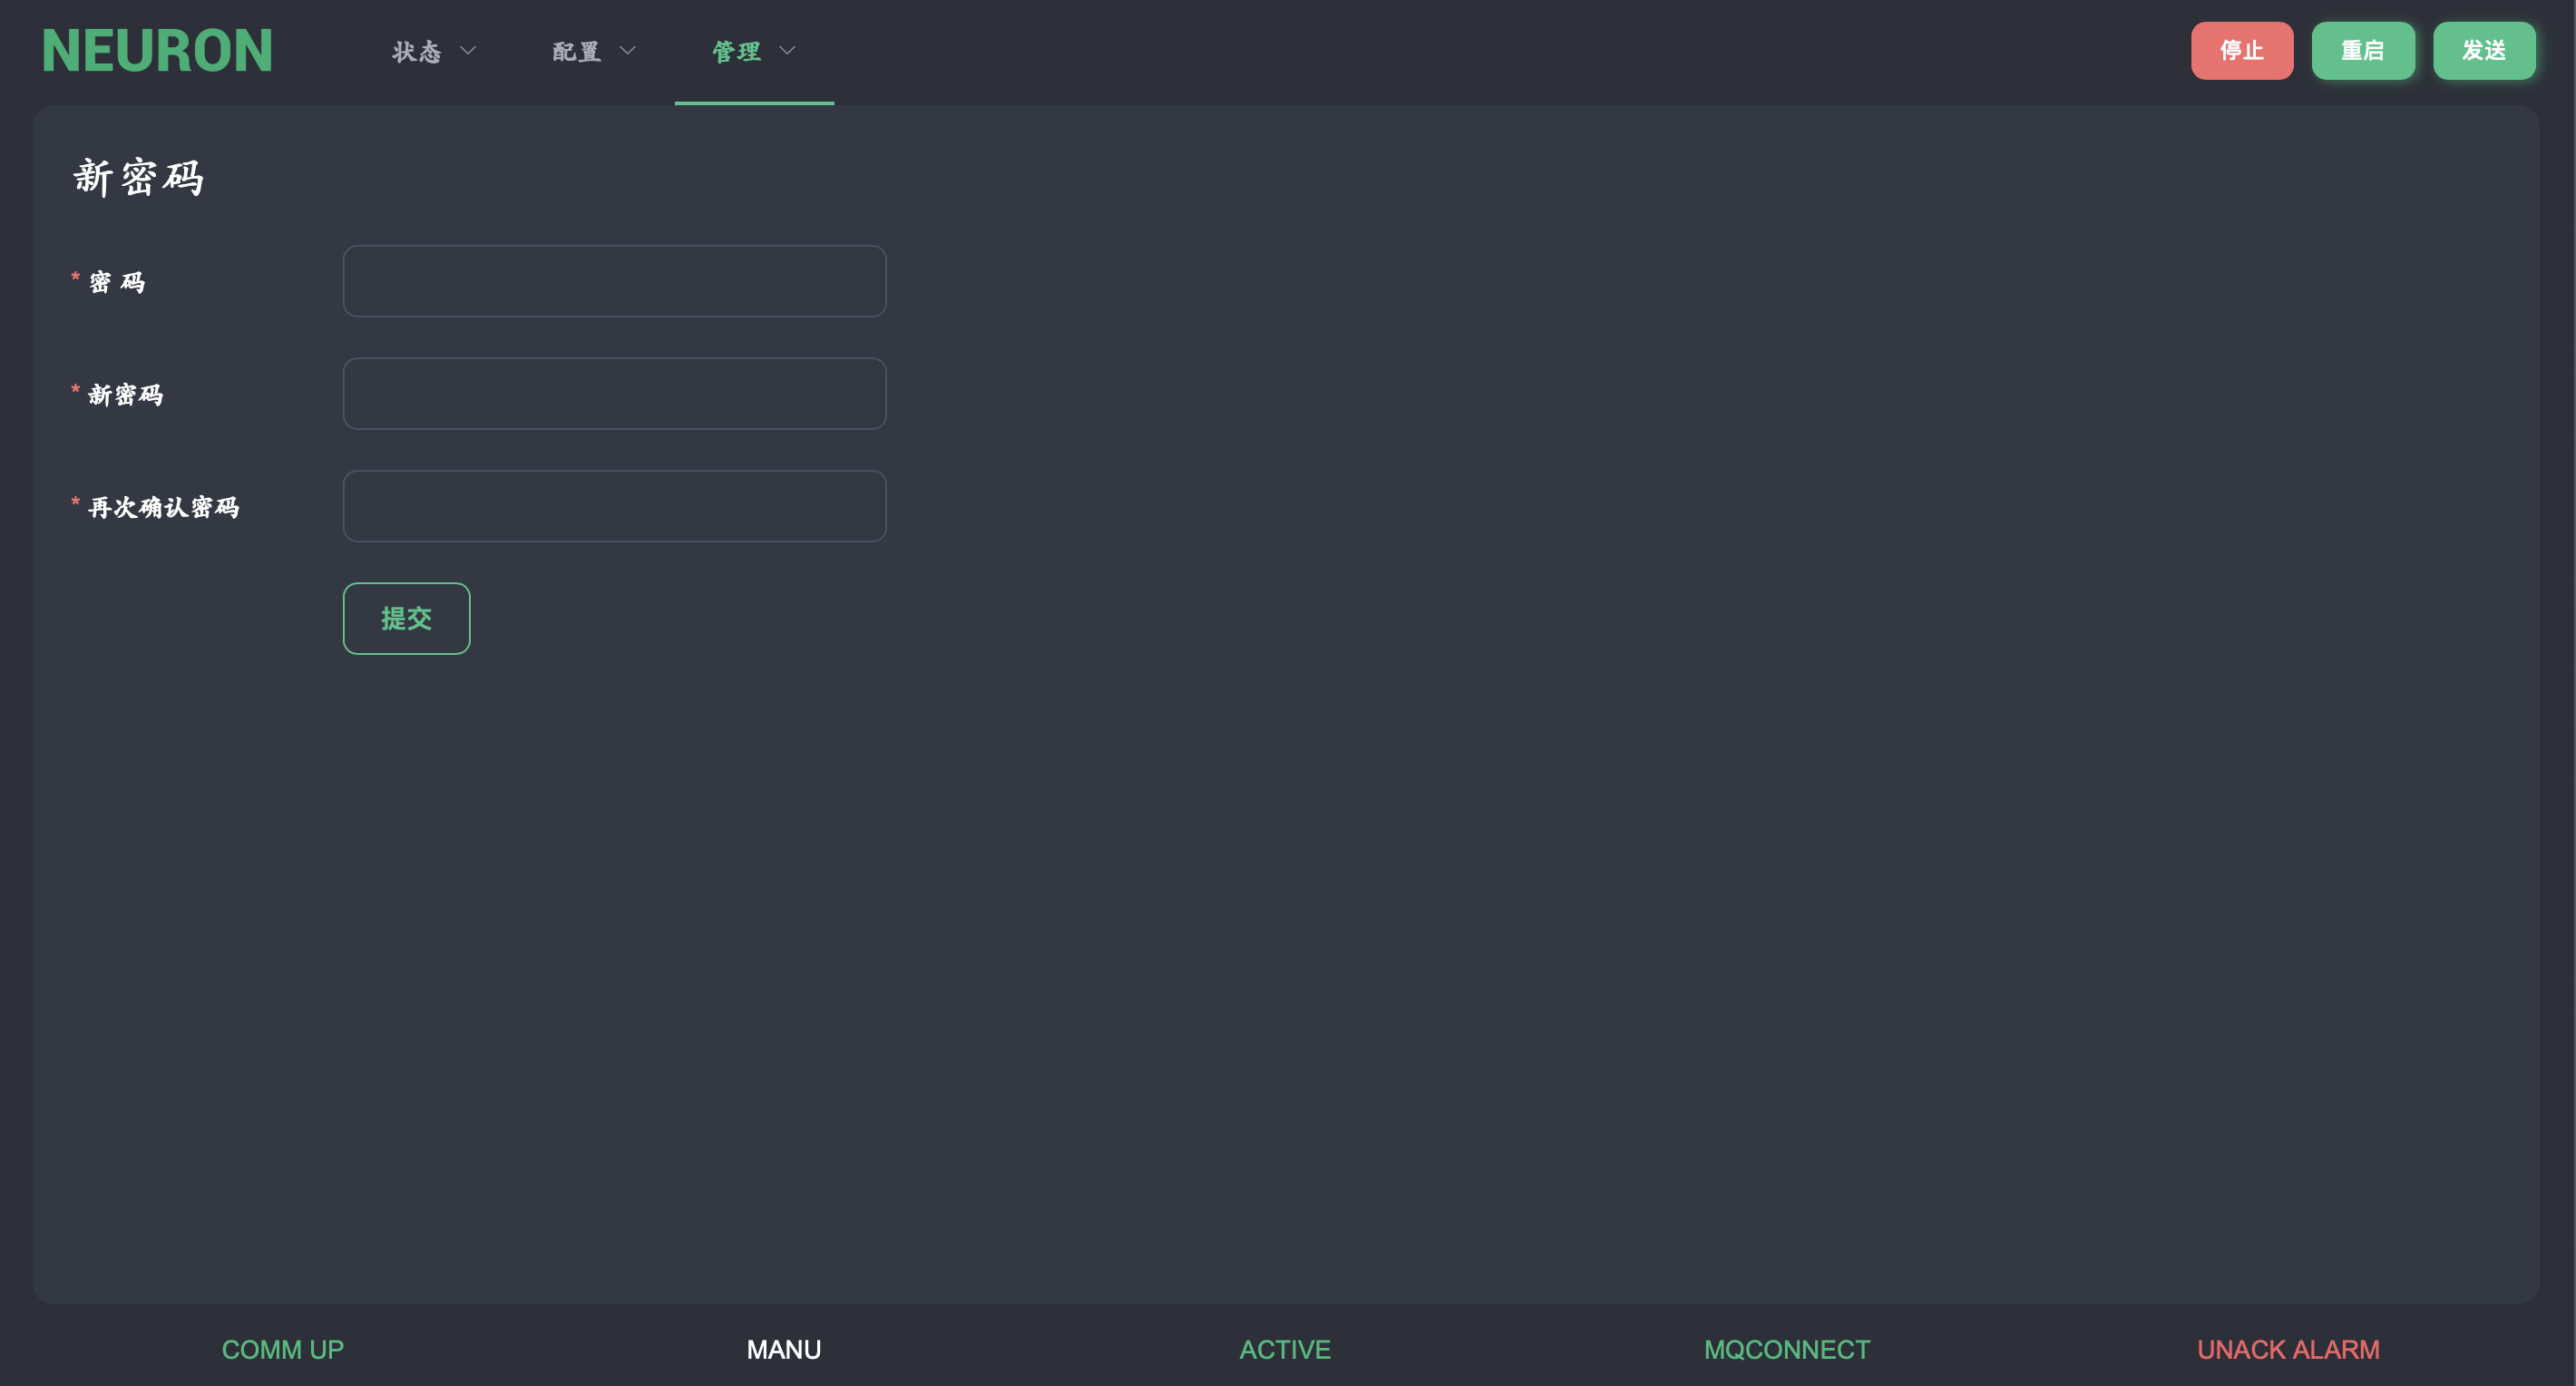 NEURON 状态 配置 管理 停止 重启 发送
新密码
* 密 码
* 新密码
* 再次确认密码
提交
COMM UP MANU ACTIVE MQCONNECT UNACK ALARM